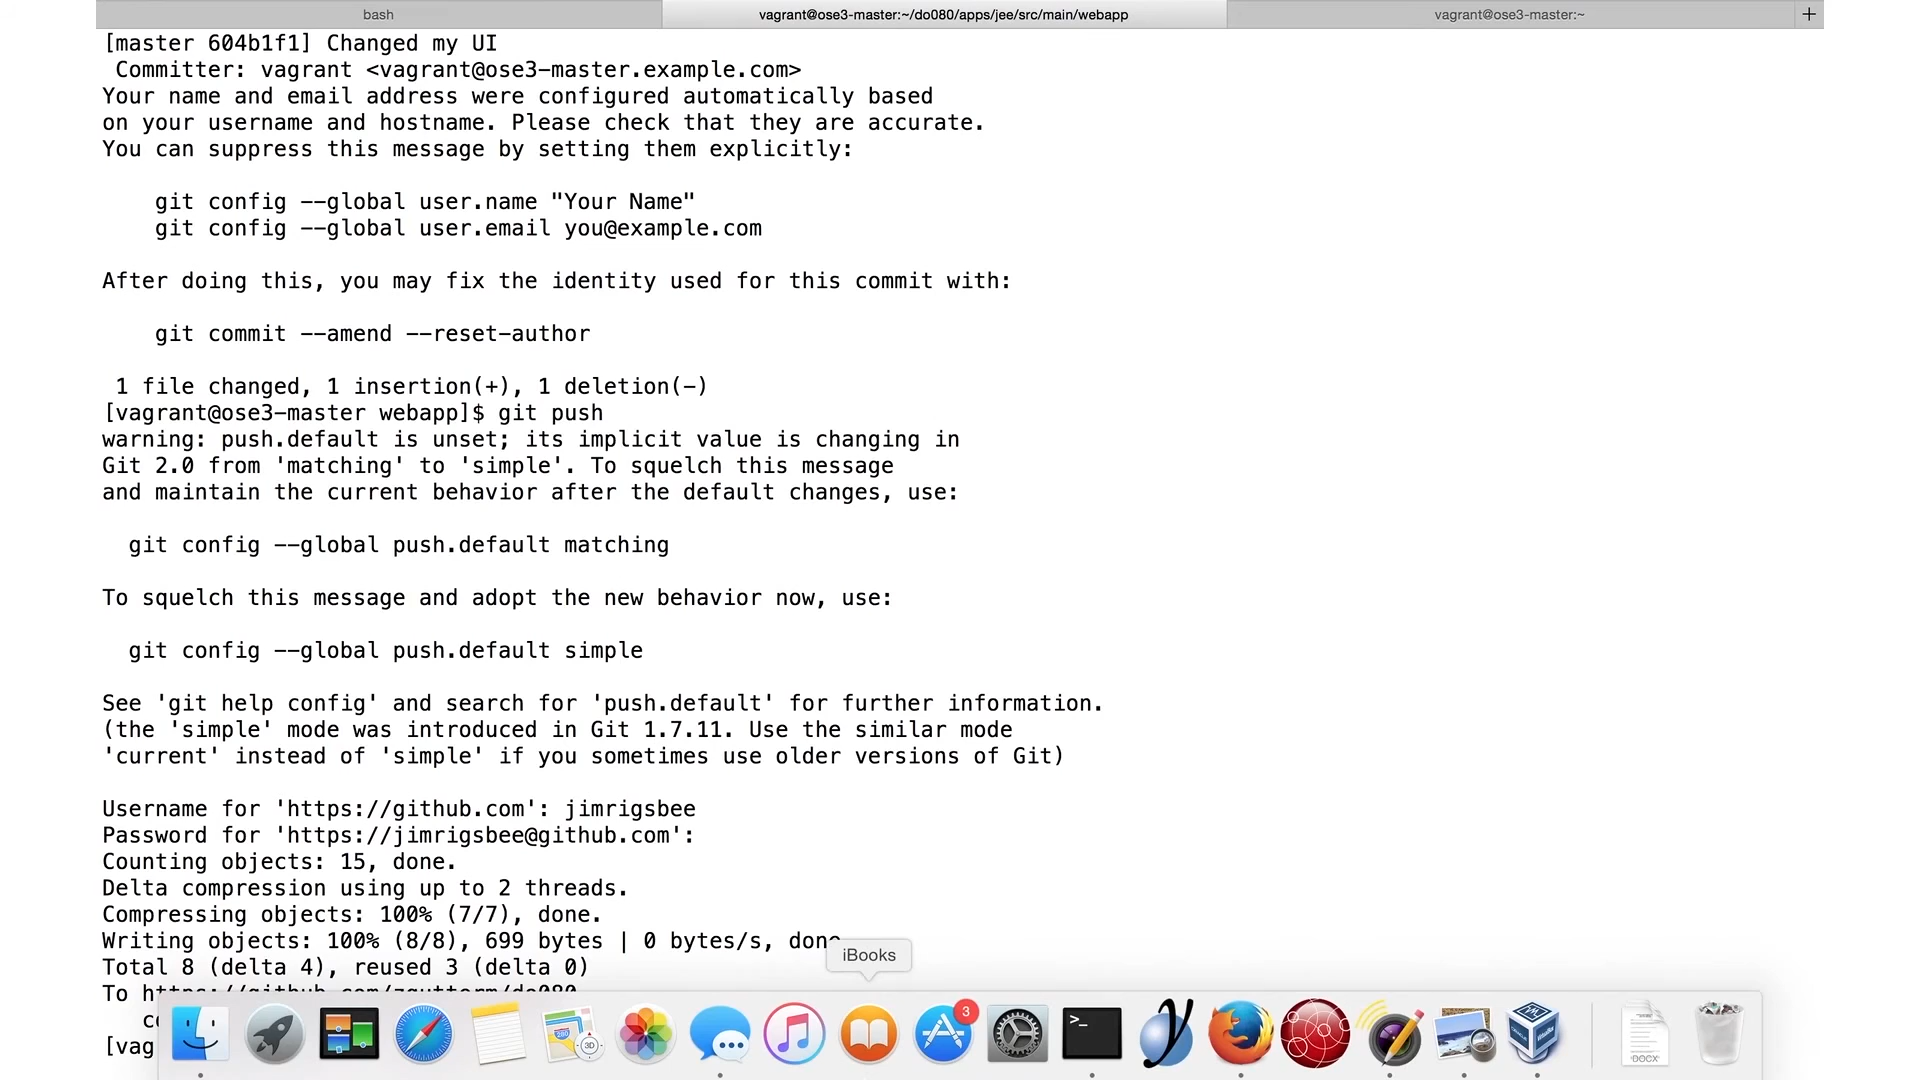 bash
vagrant@ose3-master:~/do080/apps/jee/src/main/webapp
vagrant@ose3-master:~
+
[master 604b1f1] Changed my UI
Committer: vagrant <vagrant@ose3-master.example.com>
Your name and email address were configured automatically based
on your username and hostname. Please check that they are accurate.
You can suppress this message by setting them explicitly:
git config --global user.name "Your Name"
git config --global user.email you@example.com
After doing this, you may fix the identity used for this commit with:
git commit --amend --reset-author
1 file changed, 1 insertion(+), 1 deletion(-)
[vagrant@ose3-master webapp]$ git push
warning: push.default is unset; its implicit value is changing in
Git 2.0 from 'matching' to 'simple'. To squelch this message
and maintain the current behavior after the default changes, use:
git config --global push.default matching
To squelch this message and adopt the new behavior now, use:
git config --global push.default simple
See 'git help config' and search for 'push.default' for further information.
(the 'simple' mode was introduced in Git 1.7.11. Use the similar mode
'current' instead of 'simple' if you sometimes use older versions of Git)
Username for 'https://github.com': jimrigsbee
Password for 'https://jimrigsbee@github.com':
Counting objects: 15, done.
Delta compression using up to 2 threads.
Compressing objects: 100% (7/7), done.
Writing objects: 100% (8/8), 699 bytes | 0 bytes/s, done
iBooks
Total 8 (delta 4), reused 3 (delta 0)
To
[vag
3
280
3D
>_
y
DOCX